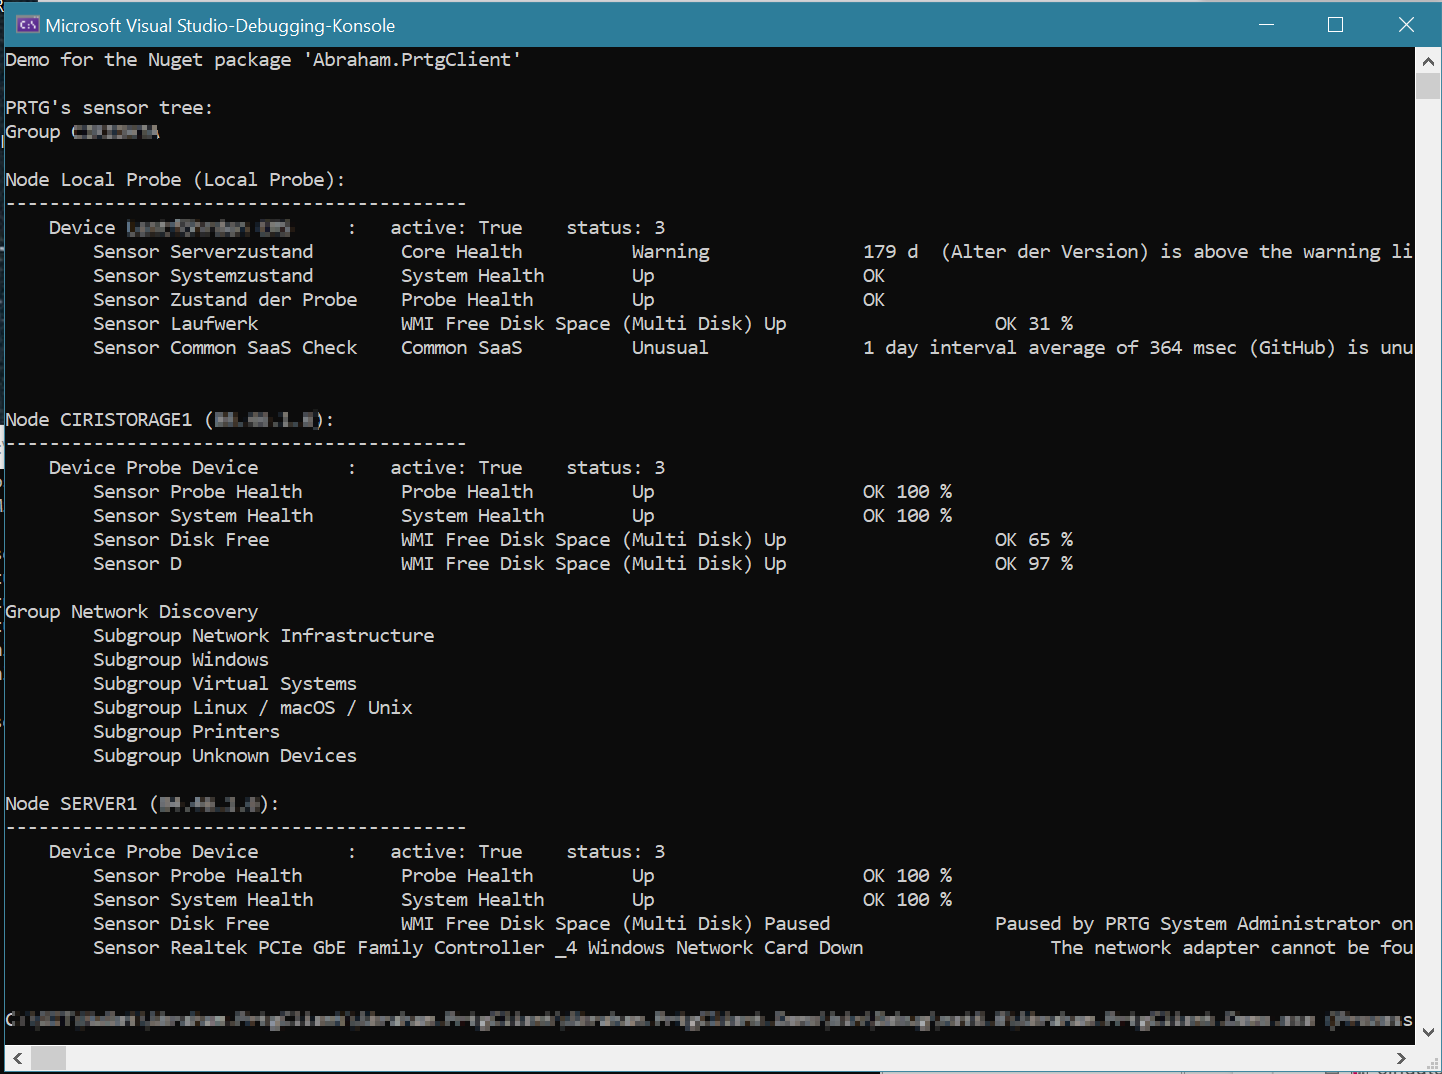 Microsoft Visual Studio-Debugging-Konsole
Demo for the Nuget package 'Abraham.PrtgClient'
PRTG's sensor tree:
Group
Node Local Probe (Local Probe):
------------------------------------------
Device : active: True status: 3
Sensor Serverzustand Core Health Warning 179 d (Alter der Version) is above the warning li
Sensor Systemzustand System Health Up OK
Sensor Zustand der Probe Probe Health Up OK
Sensor Laufwerk WMI Free Disk Space (Multi Disk) Up OK 31 %
Sensor Common SaaS Check Common SaaS Unusual 1 day interval average of 364 msec (GitHub) is unu
Node CIRISTORAGE1 ( ):
------------------------------------------
Device Probe Device : active: True status: 3
Sensor Probe Health Probe Health Up OK 100 %
Sensor System Health System Health Up OK 100 %
Sensor Disk Free WMI Free Disk Space (Multi Disk) Up OK 65 %
Sensor D WMI Free Disk Space (Multi Disk) Up OK 97 %
Group Network Discovery
Subgroup Network Infrastructure
Subgroup Windows
Subgroup Virtual Systems
Subgroup Linux / macOS / Unix
Subgroup Printers
Subgroup Unknown Devices
Node SERVER1 ( ):
------------------------------------------
Device Probe Device : active: True status: 3
Sensor Probe Health Probe Health Up OK 100 %
Sensor System Health System Health Up OK 100 %
Sensor Disk Free WMI Free Disk Space (Multi Disk) Paused Paused by PRTG System Administrator on
Sensor Realtek PCIe GbE Family Controller _4 Windows Network Card Down The network adapter cannot be fou